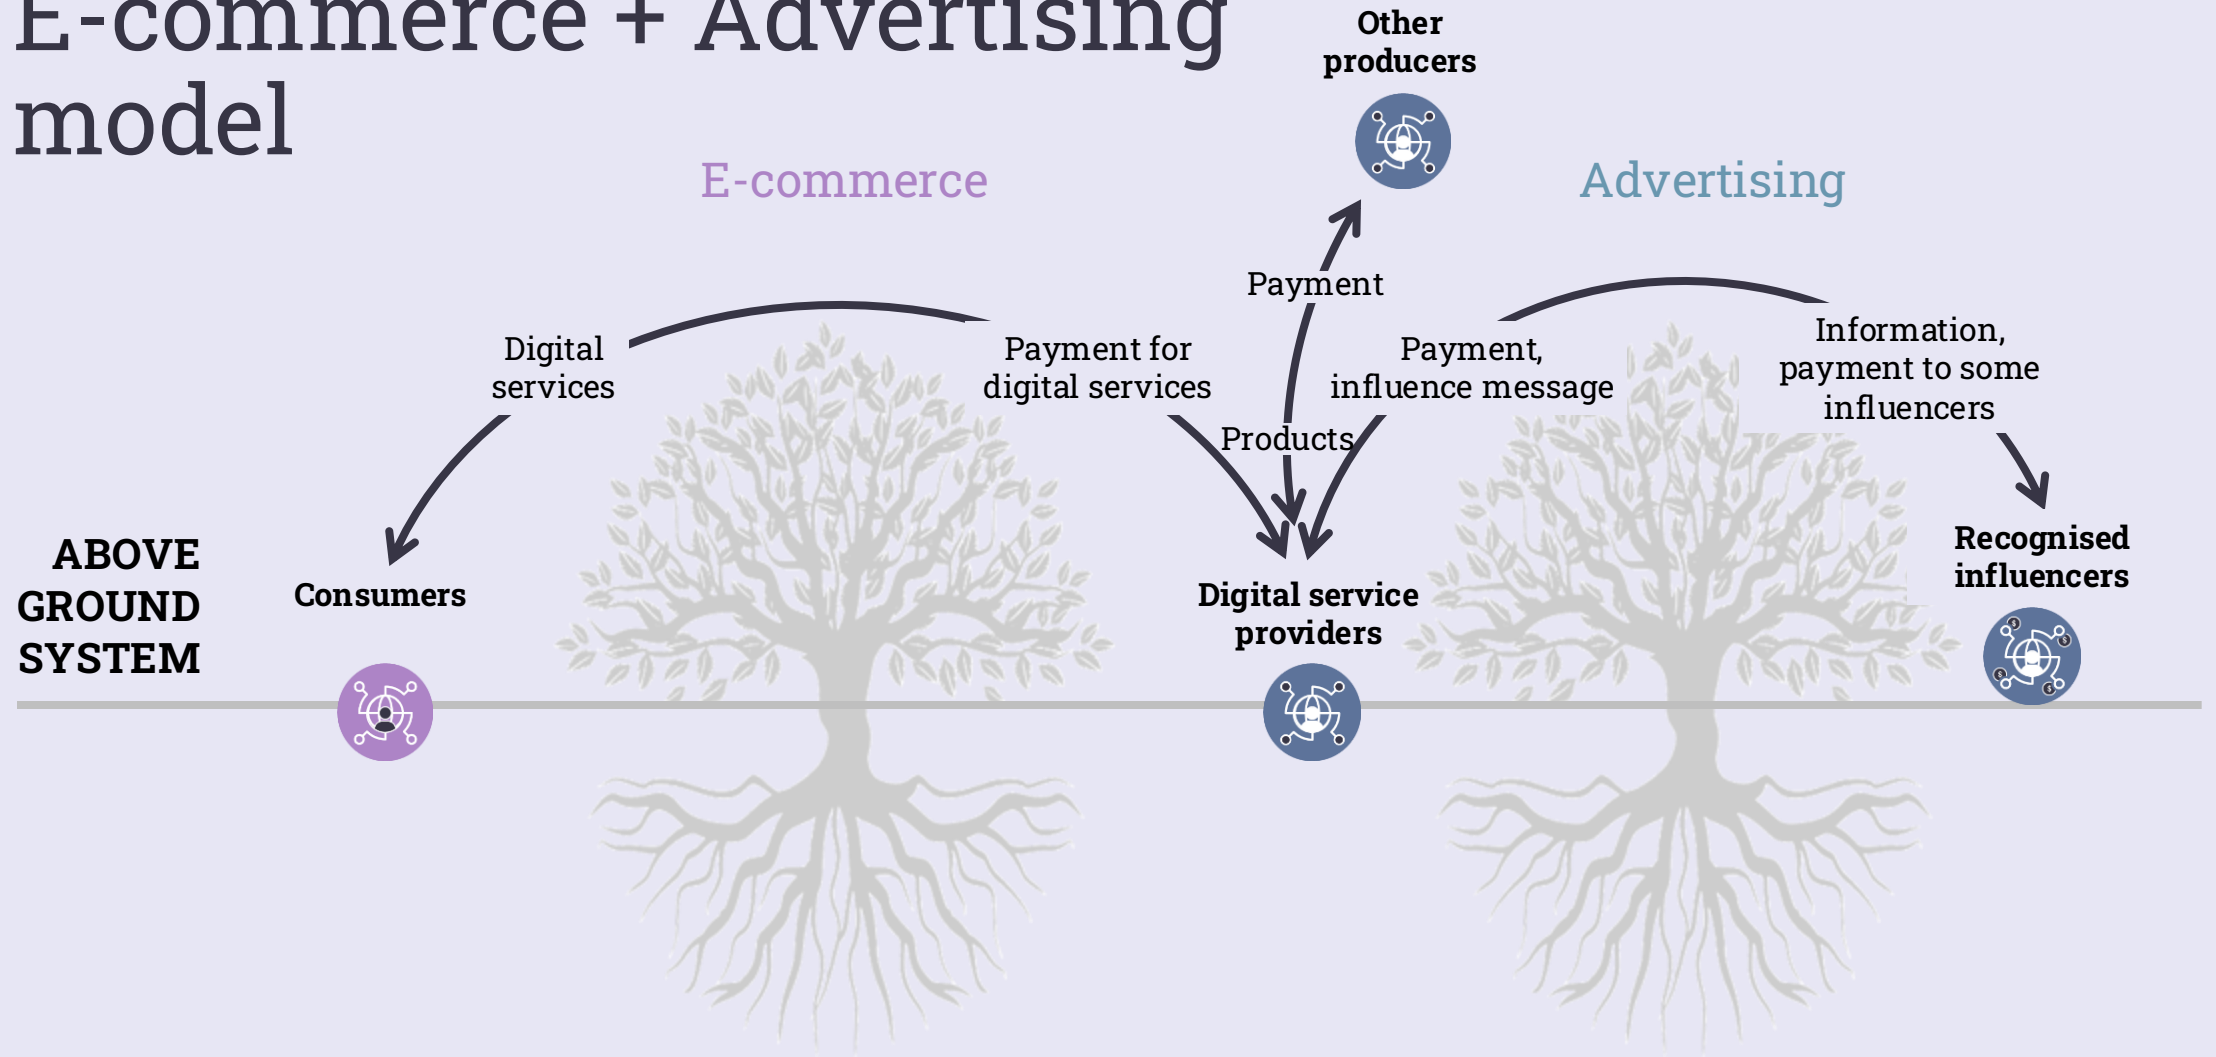 E-commerce + Advertising
model
Other
producers
E-commerce
Advertising
Payment
Digital
services
Payment for
digital services
Payment,
influence message
Information,
payment to some
influencers
Products
ABOVE
GROUND
SYSTEM
Consumers
Digital service
providers
Recognised
influencers
$
$
$
$